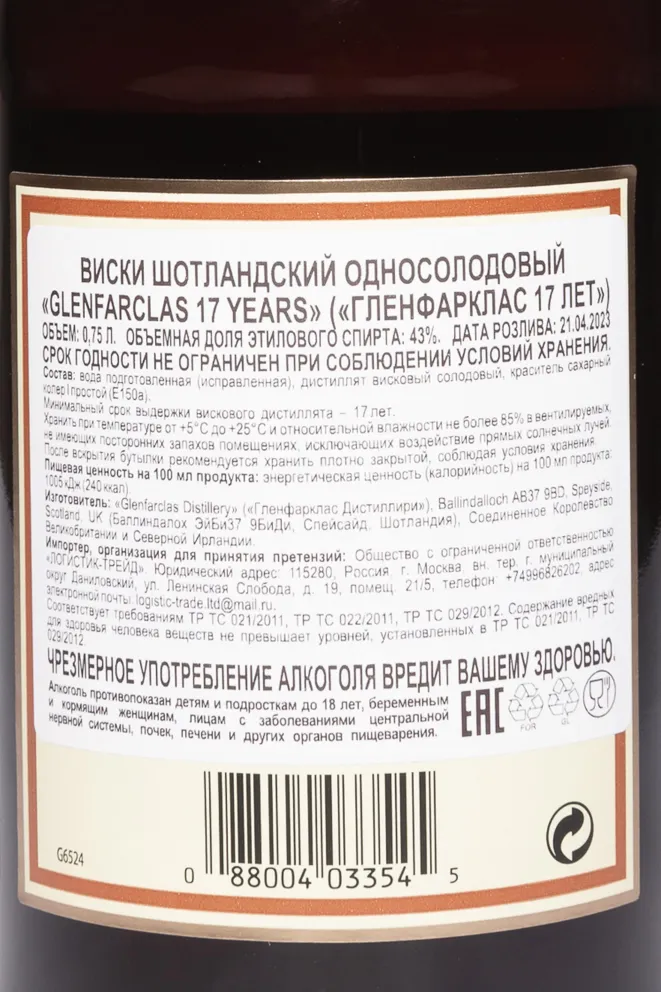 ВИСКИ ШОТЛАНДСКИЙ ОДНОСОЛОДОВЫЙ
«GLENFARCLAS 17 YEARS» («ГЛЕНФАРКЛАС 17 ЛЕТ»)
ОБЪЕМ: 0,75 Л. ОБЪЕМНАЯ ДОЛЯ ЭТИЛОВОГО СПИРТА: 43%. ДАТА РОЗЛИВА: 21.04.2023
СРОК ГОДНОСТИ НЕ ОГРАНИЧЕН ПРИ СОБЛЮДЕНИИ УСЛОВИЙ ХРАНЕНИЯ.
Состав: вода подготовленная (исправленная), дистиллят висковый солодовый, краситель сахарный
колер I простой (Е150а).
Минимальный срок выдержки вискового дистиллята – 17 лет.
Хранить при температуре от +5°С до +25°С и относительной влажности не более 85% в вентилируемых,
не имеющих посторонних запахов помещениях, исключающих воздействие прямых солнечных лучей.
После вскрытия бутылки рекомендуется хранить плотно закрытой, соблюдая условия хранения.
Пищевая ценность на 100 мл продукта: энергетическая ценность (калорийность) на 100 мл продукта:
1005 кДж (240 ккал).
Изготовитель: «Glenfarclas Distillery» («Гленфарклас Дистиллири»), Ballindalloch AB37 9BD, Speyside,
Scotland, UK (Баллиндалох ЭйБи37 9БиДи, Спейсайд, Шотландия), Соединенное Королевство
Великобритании и Северной Ирландии.
Импортер, организация для принятия претензий: Общество с ограниченной ответственностью
«ЛОГИСТИК-ТРЕЙД». Юридический адрес: 115280, Россия, г. Москва вн. тер. г. муниципальный
округ Даниловский, ул. Ленинская Слобода, д. 19, помещ. 21/5, телефон: +74996826202, адрес
электронной почты: logistic-trade.ltd@mail.ru.
Соответствует требованиям ТР ТС 021/2011, ТР ТС 022/2011, ТР ТС 029/2012. Содержание вредных
для здоровья человека веществ не превышает уровней, установленных в ТР ТС 021/2011, ТР ТС
029/2012.
ЧРЕЗМЕРНОЕ УПОТРЕБЛЕНИЕ АЛКОГОЛЯ ВРЕДИТ ВАШЕМУ ЗДОРОВЬЮ.
Алкоголь противопоказан детям и подросткам до 18 лет, беременным
и кормящим женщинам, лицам с заболеваниями центральной
нервной системы, почек, печени и других органов пищеварения.
EAC
FOR
GL
G6524
0 88004 03354 5